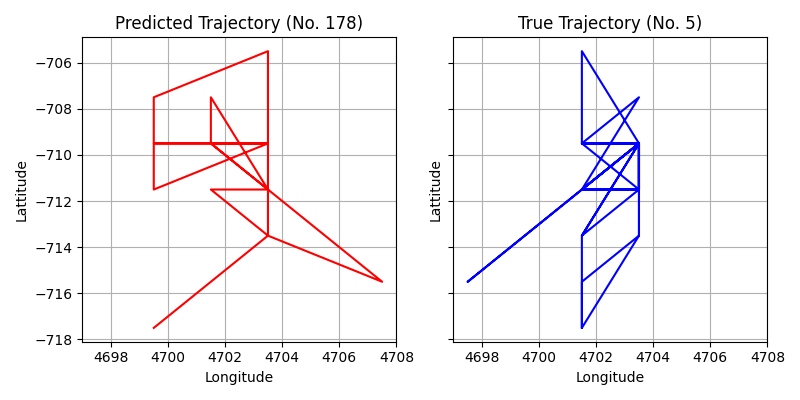 Predicted Trajectory (No. 178)
True Trajectory (No. 5)
−706
−708
−710
−712
−714
−716
−718
Lattitude
Lattitude
4698 4700 4702 4704 4706 4708
4698 4700 4702 4704 4706 4708
Longitude
Longitude